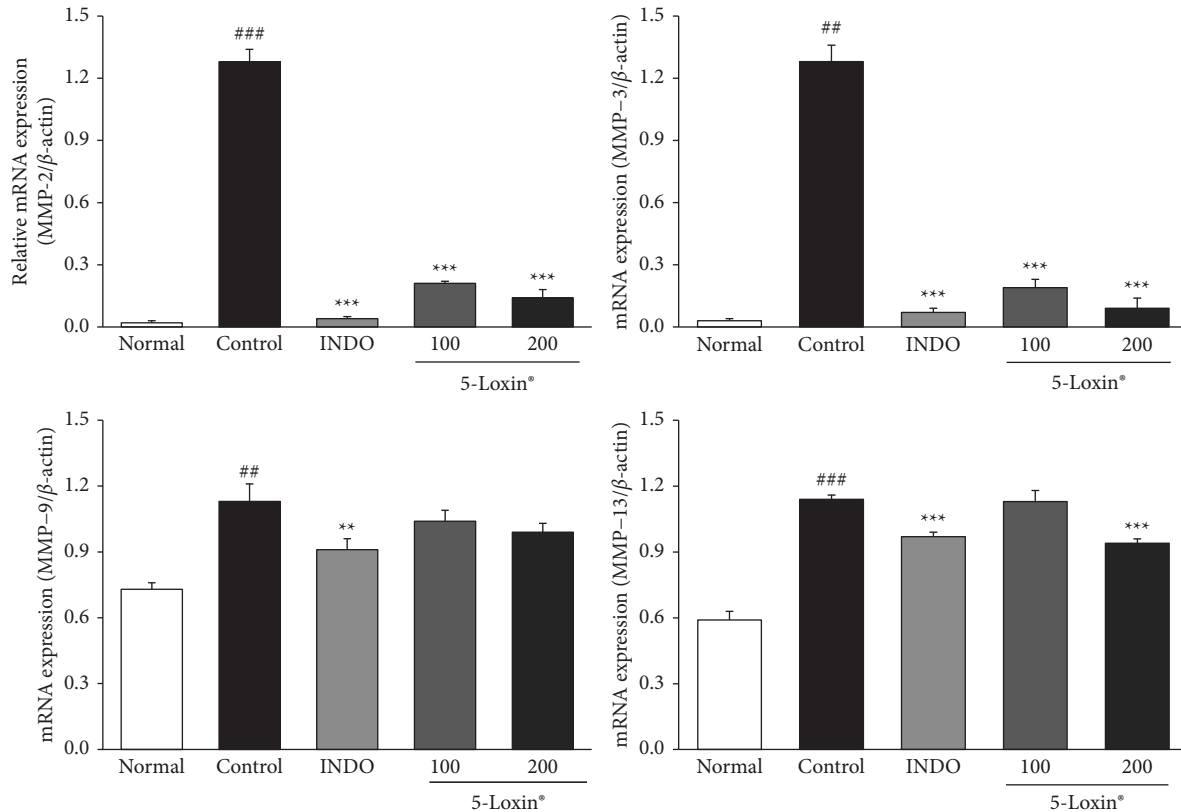 Relative mRNA expression
(MMP-2/β-actin)
1.5
1.2
0.9
0.6
0.3
0.0
###
***
***
***
Normal Control INDO 100 200
5-Loxin®
mRNA expression (MMP−3/β-actin)
1.5
1.2
0.9
0.6
0.3
0.0
##
***
***
***
Normal Control INDO 100 200
5-Loxin®
mRNA expression (MMP−9/β-actin)
1.5
1.2
0.9
0.6
0.3
0.0
##
**
Normal Control INDO 100 200
5-Loxin®
mRNA expression (MMP−13/β-actin)
1.5
1.2
0.9
0.6
0.3
0.0
###
***
***
Normal Control INDO 100 200
5-Loxin®